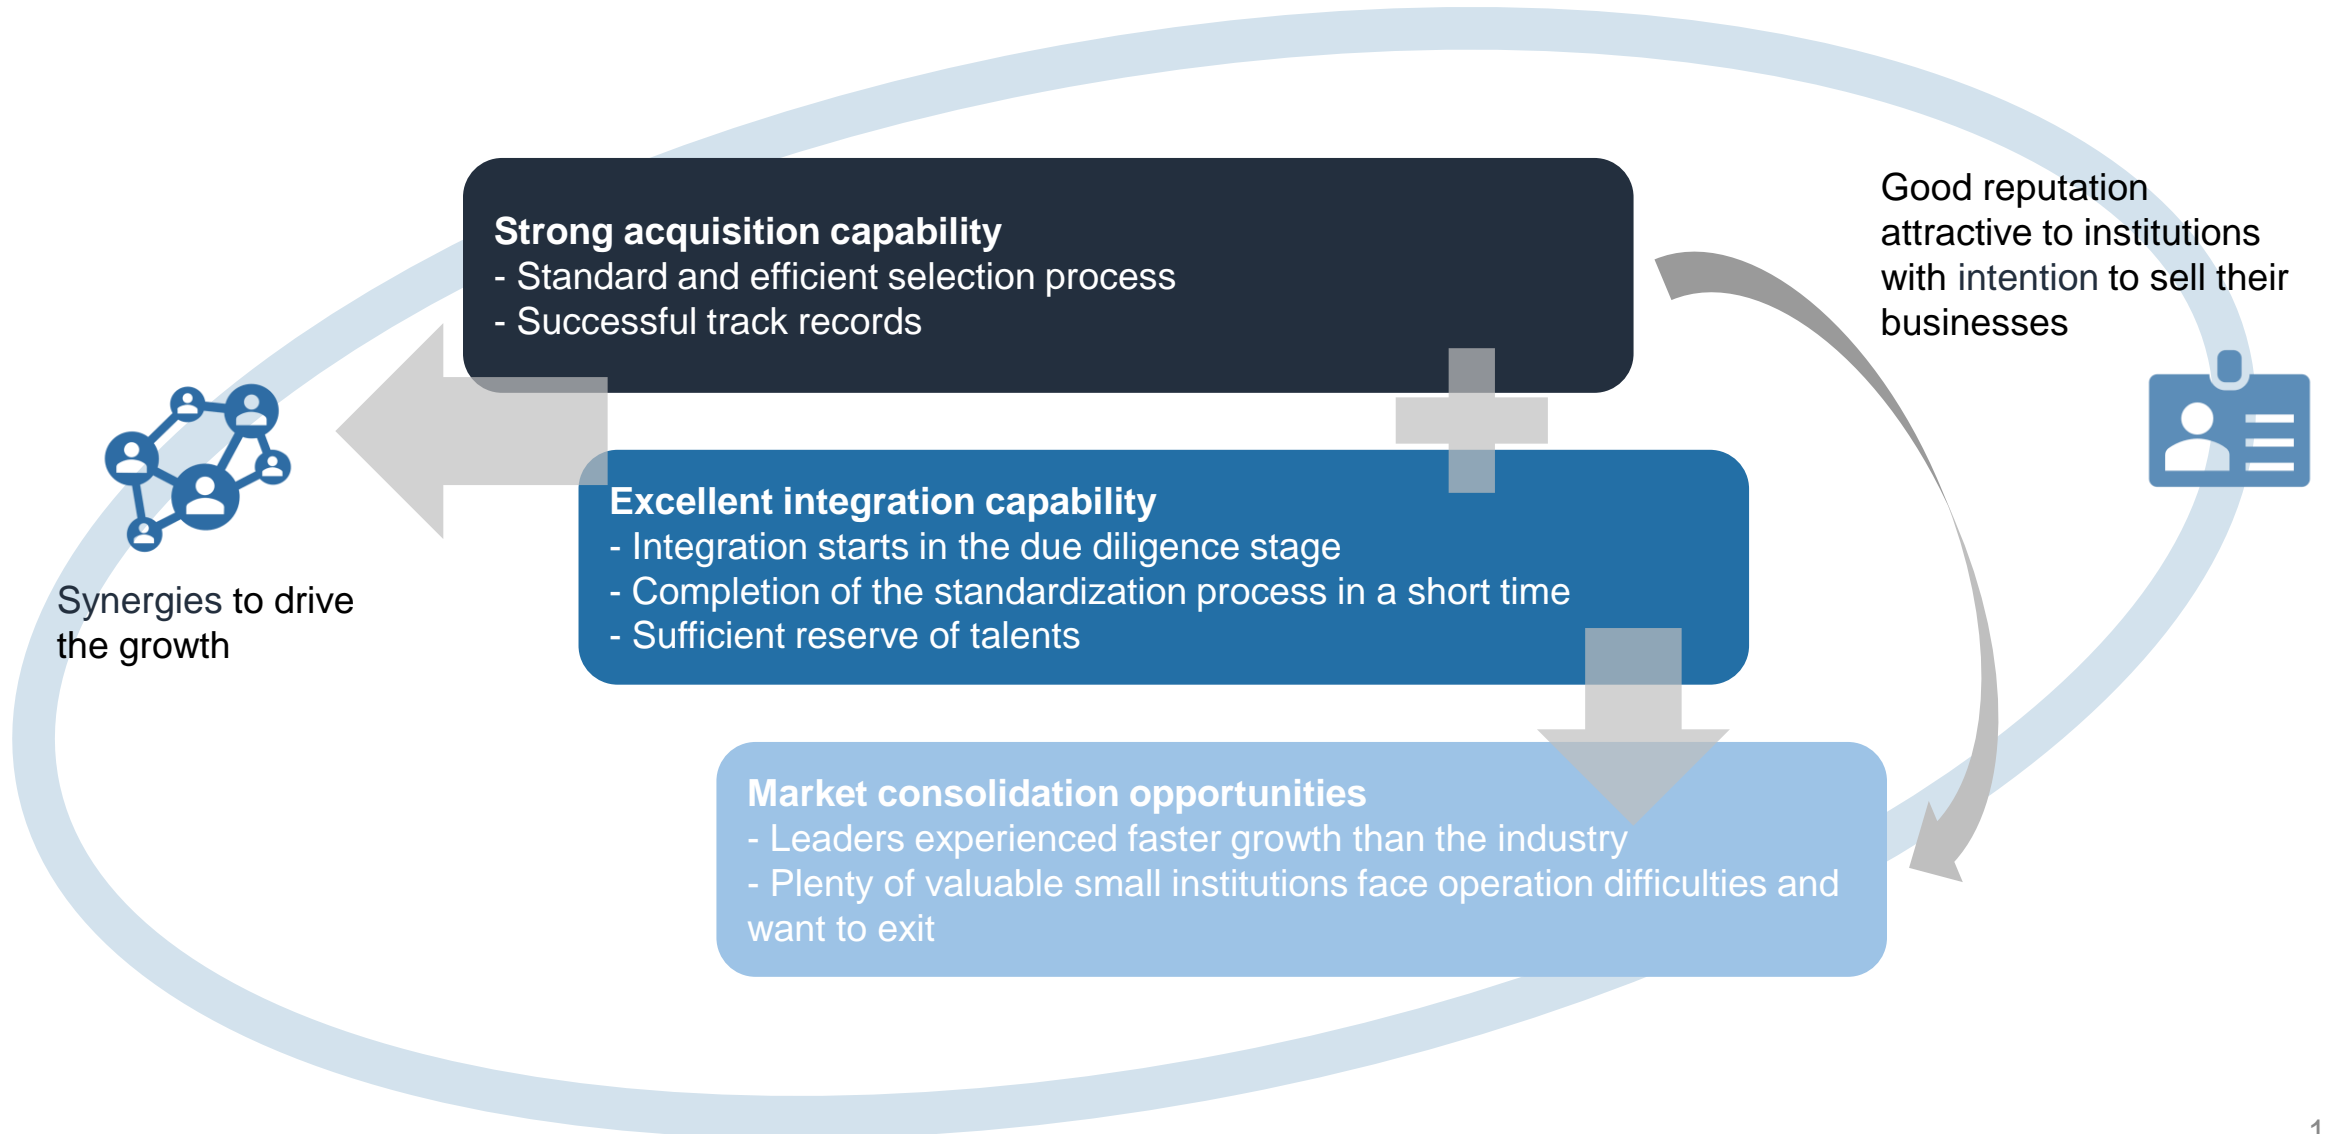 Strong acquisition capability
- Standard and efficient selection process
- Successful track records
Good reputation
attractive to institutions
with intention to sell their
businesses
Excellent integration capability
- Integration starts in the due diligence stage
- Completion of the standardization process in a short time
- Sufficient reserve of talents
Synergies to drive
the growth
Market consolidation opportunities
- Leaders experienced faster growth than the industry
- Plenty of valuable small institutions face operation difficulties and
want to exit
1